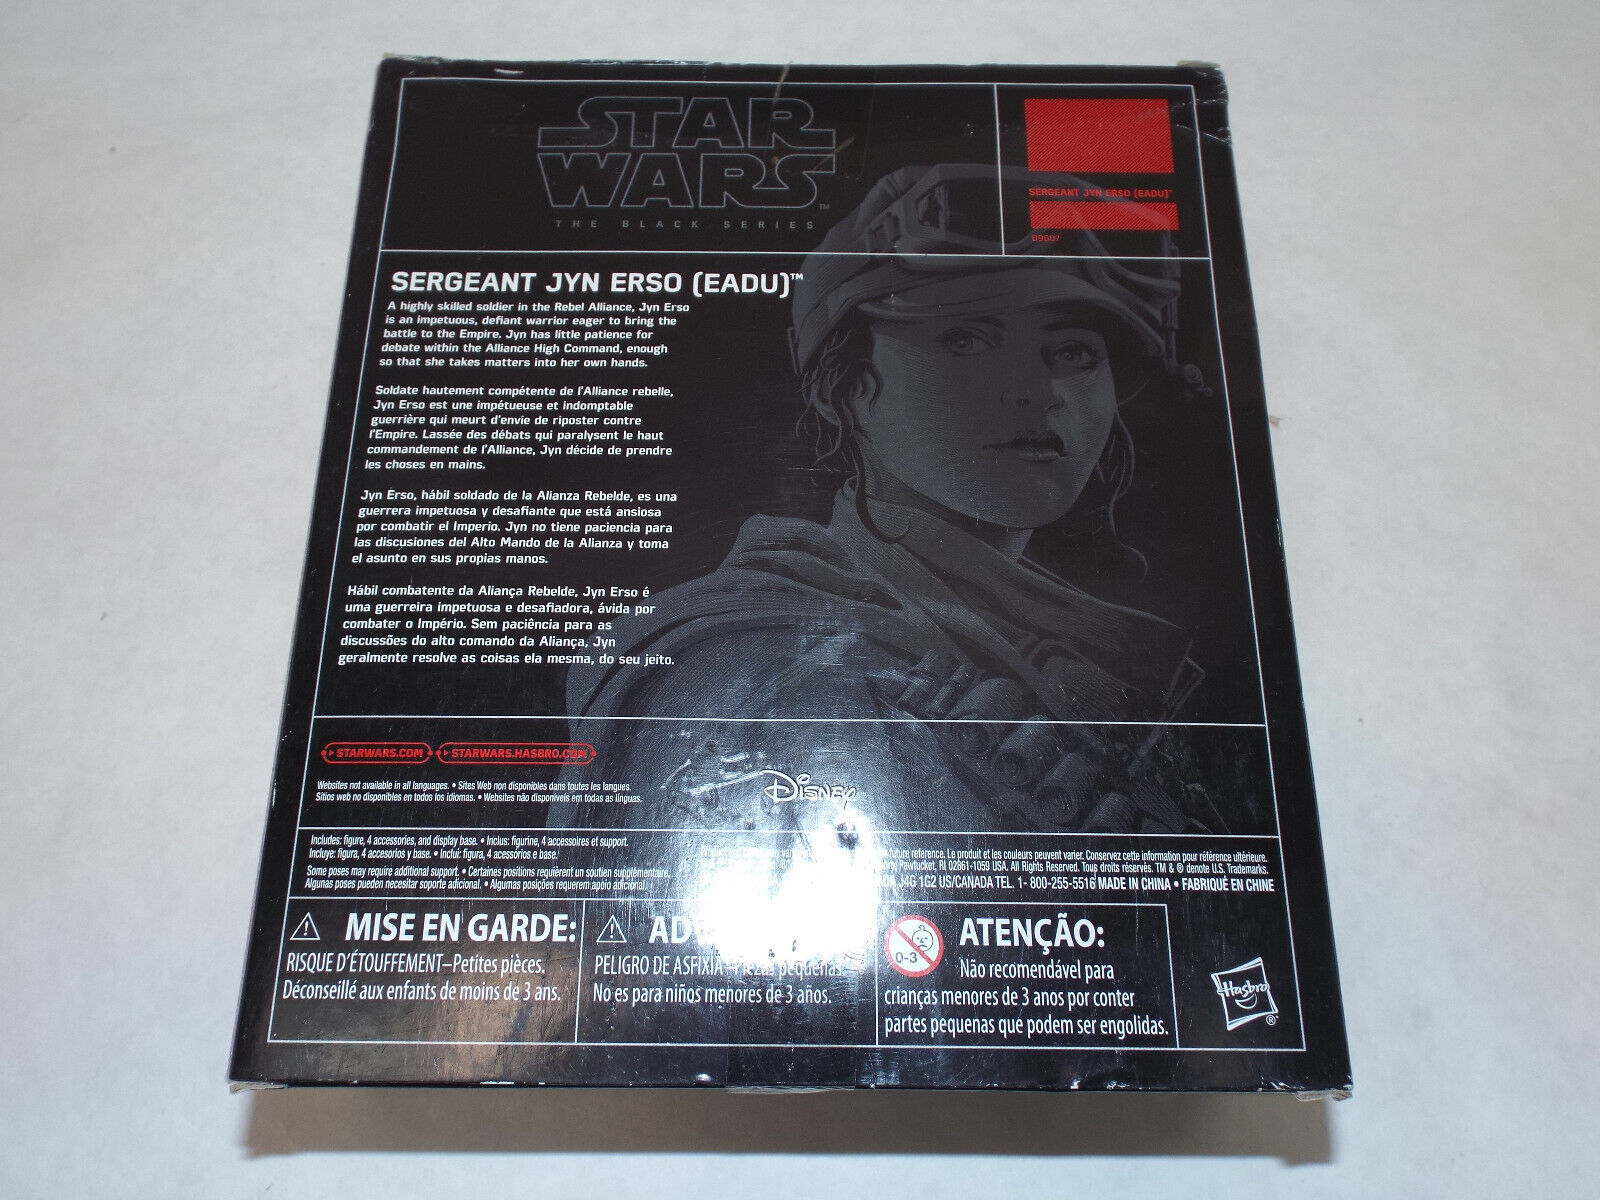 STAR
WARS™
THE BLACK SERIES
SERGEANT JYN ERSO (EADU)™
B9607
SERGEANT JYN ERSO (EADU)™
A highly skilled soldier in the Rebel Alliance, Jyn Erso
is an impetuous, defiant warrior eager to bring the
battle to the Empire. Jyn has little patience for
debate within the Alliance High Command, enough
so that she takes matters into her own hands.
Soldate hautement compétente de l'Alliance rebelle,
Jyn Erso est une impétueuse et indomptable
guerrière qui meurt d'envie de riposter contre
l'Empire. Lassée des débats qui paralysent le haut
commandement de l'Alliance, Jyn décide de prendre
les choses en mains.
Jyn Erso, hábil soldado de la Alianza Rebelde, es una
guerrera impetuosa y desafiante que está ansiosa
por combatir el Imperio. Jyn no tiene paciencia para
las discusiones del Alto Mando de la Alianza y toma
el asunto en sus propias manos.
Hábil combatente da Aliança Rebelde, Jyn Erso é
uma guerreira impetuosa e desafiadora, ávida por
combater o Império. Sem paciência para as
discussões do alto comando da Aliança, Jyn
geralmente resolve as coisas ela mesma, do seu jeito.
STARWARS.COM STARWARS.HASBRO.COM
Websites not available in all languages. • Sites Web non disponibles dans toutes les langues.
Sitios web no disponibles en todos los idiomas. • Websites não disponíveis em todas as línguas.
Disney
Includes: figure, 4 accessories, and display base. • Inclus: figurine, 4 accessoires et support.
Incluye: figura, 4 accesorios y base. • Inclui: figura, 4 acessórios e base.
Some poses may require additional support. • Certaines positions requièrent un soutien supplémentaire.
Algunas poses pueden necesitar soporte adicional. • Algumas posições requerem apoio adicional.
future reference. Le produit et les couleurs peuvent varier. Conservez cette information pour référence ultérieure.
Pawtucket, RI 02861-1059 USA. All Rights Reserved. Tous droits réservés. TM & ® denote U.S. Trademarks.
J4G 1G2 US/CANADA TEL. 1- 800-255-5516 MADE IN CHINA • FABRIQUÉ EN CHINE
MISE EN GARDE:
RISQUE D'ÉTOUFFEMENT–Petites pièces.
Déconseillé aux enfants de moins de 3 ans.
PELIGRO DE ASFIXIA–Piezas pequeñas.
No es para niños menores de 3 años.
0-3
ATENÇÃO:
Não recomendável para
crianças menores de 3 anos por conter
partes pequenas que podem ser engolidas.
Hasbro®